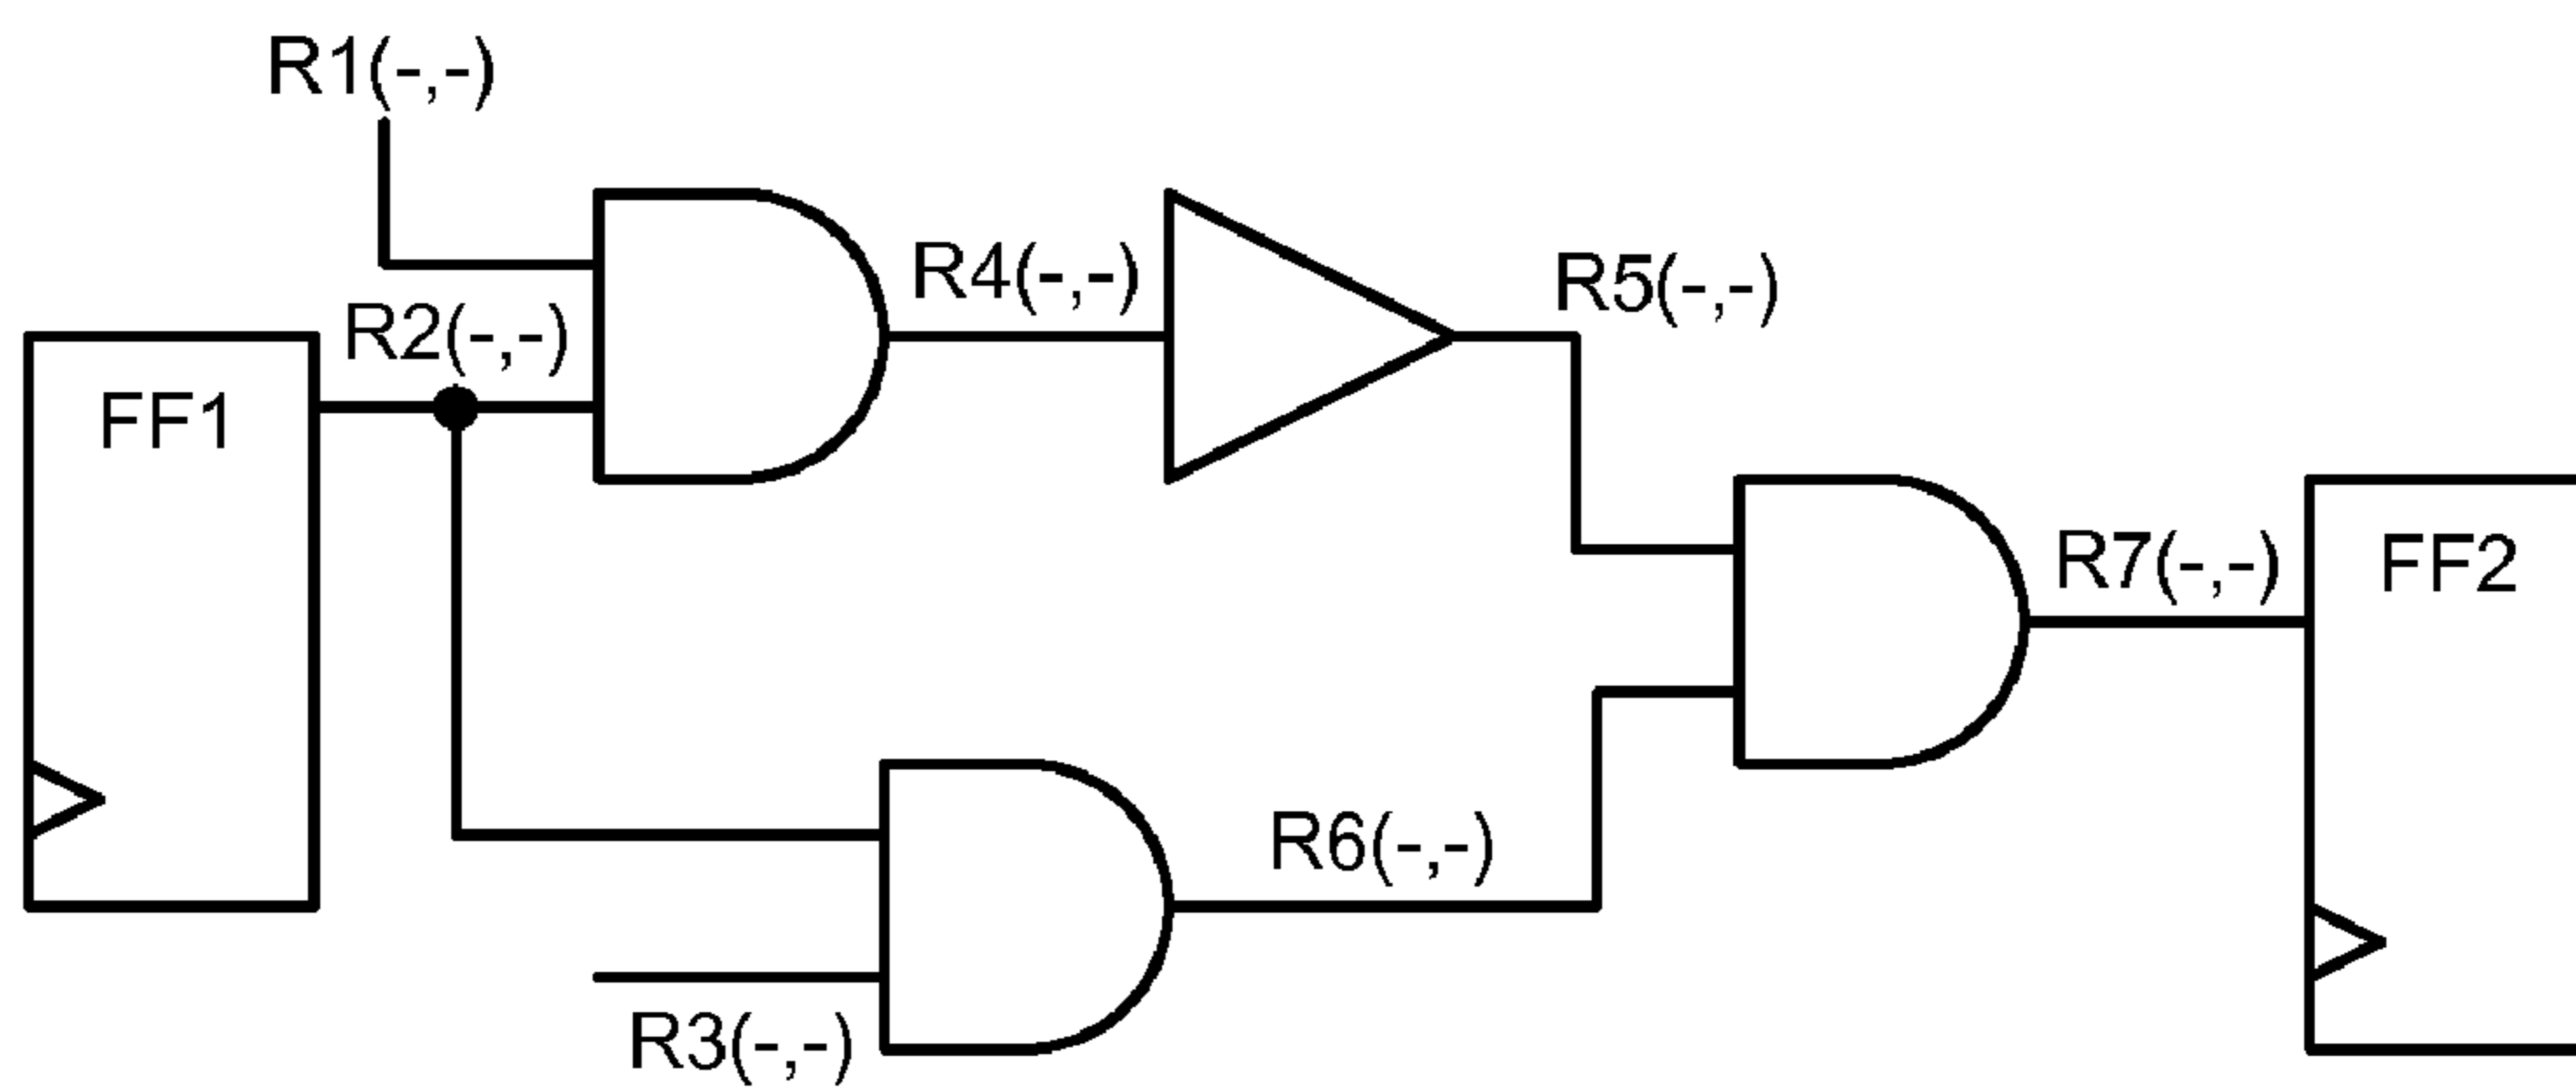 R1(-,-)
R4(-,-)
R5(-,-)
R2(-,-)
FF1
R7(-,-)
FF2
R6(-,-)
R3(-,-)